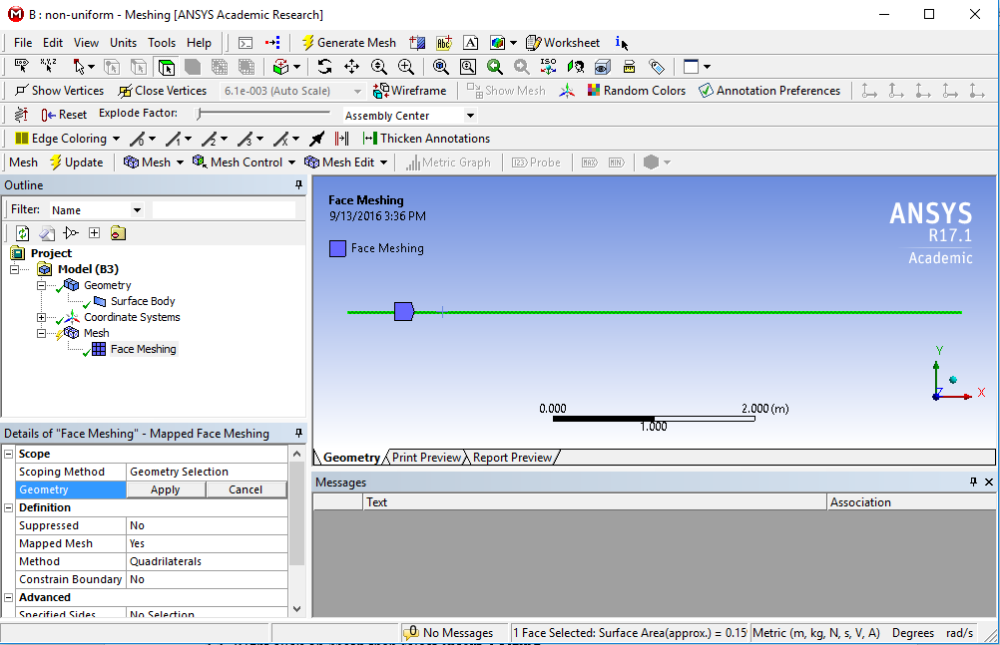 B : non-uniform - Meshing [ANSYS Academic Research]
File Edit View Units Tools Help Generate Mesh Abc A Worksheet i
Show Vertices Close Vertices 6.1e-003 (Auto Scale) Wireframe Show Mesh Random Colors Annotation Preferences
Reset Explode Factor: Assembly Center
Edge Coloring Thicken Annotations
Mesh Update Mesh Mesh Control Mesh Edit Metric Graph Probe MAX MIN
Outline
Filter: Name
Project
Model (B3)
Geometry
Surface Body
Coordinate Systems
Mesh
Face Meshing
Face Meshing
9/13/2016 3:36 PM
Face Meshing
ANSYS
R17.1
Academic
Y
X
Z
0.000 2.000 (m)
1.000
Geometry Print Preview Report Preview
Details of "Face Meshing" - Mapped Face Meshing
Scope
Scoping Method Geometry Selection
Geometry Apply Cancel
Definition
Suppressed No
Mapped Mesh Yes
Method Quadrilaterals
Constrain Boundary No
Advanced
Specified Sides No Selection
Messages
Text Association
0 No Messages 1 Face Selected: Surface Area(approx.) = 0.15 Metric (m, kg, N, s, V, A) Degrees rad/s